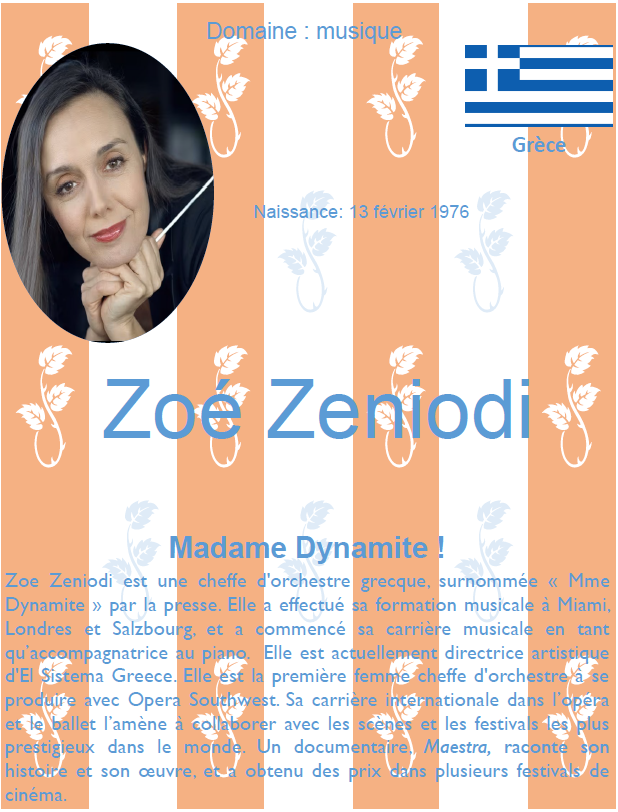 Domaine : musique
Grèce
Naissance: 13 février 1976
Zoé Zeniodi
Madame Dynamite !
Zoe Zeniodi est une cheffe d'orchestre grecque, surnommée « Mme
Dynamite » par la presse. Elle a effectué sa formation musicale à Miami,
Londres et Salzbourg, et a commencé sa carrière musicale en tant
qu'accompagnatrice au piano. Elle est actuellement directrice artistique
d'El Sistema Greece. Elle est la première femme cheffe d'orchestre à se
produire avec Opera Southwest. Sa carrière internationale dans l'opéra
et le ballet l'amène à collaborer avec les scènes et les festivals les plus
prestigieux dans le monde. Un documentaire, Maestra, raconte son
histoire et son œuvre, et a obtenu des prix dans plusieurs festivals de
cinéma.